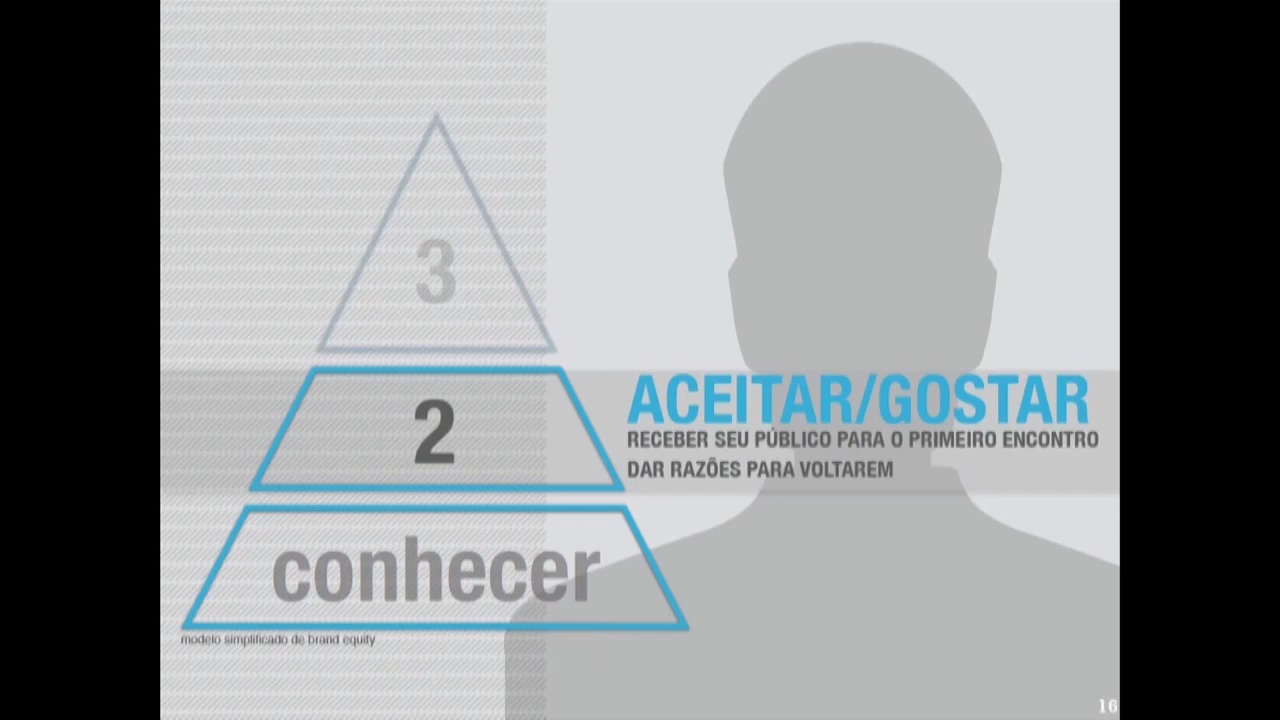 3
2
ACEITAR/GOSTAR
RECEBER SEU PÚBLICO PARA O PRIMEIRO ENCONTRO
DAR RAZÕES PARA VOLTAREM
conhecer
modelo simplificado de brand equity
16